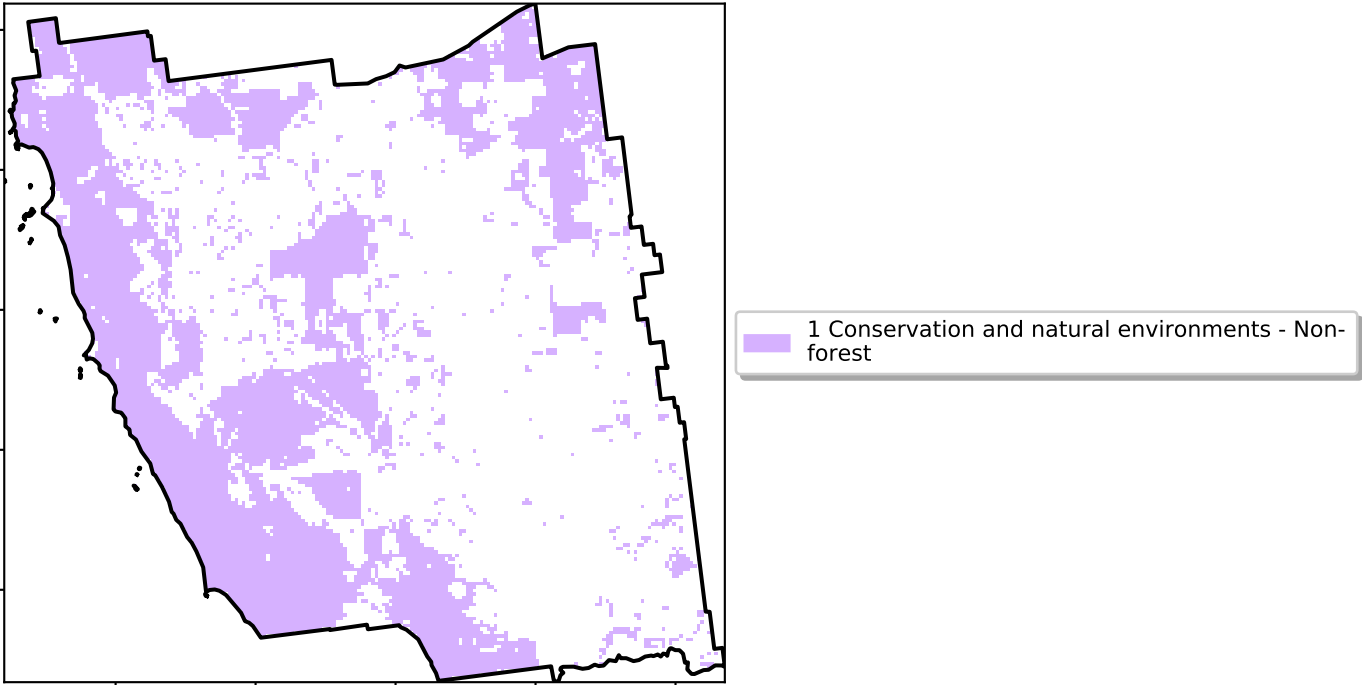 1 Conservation and natural environments - Non-
forest